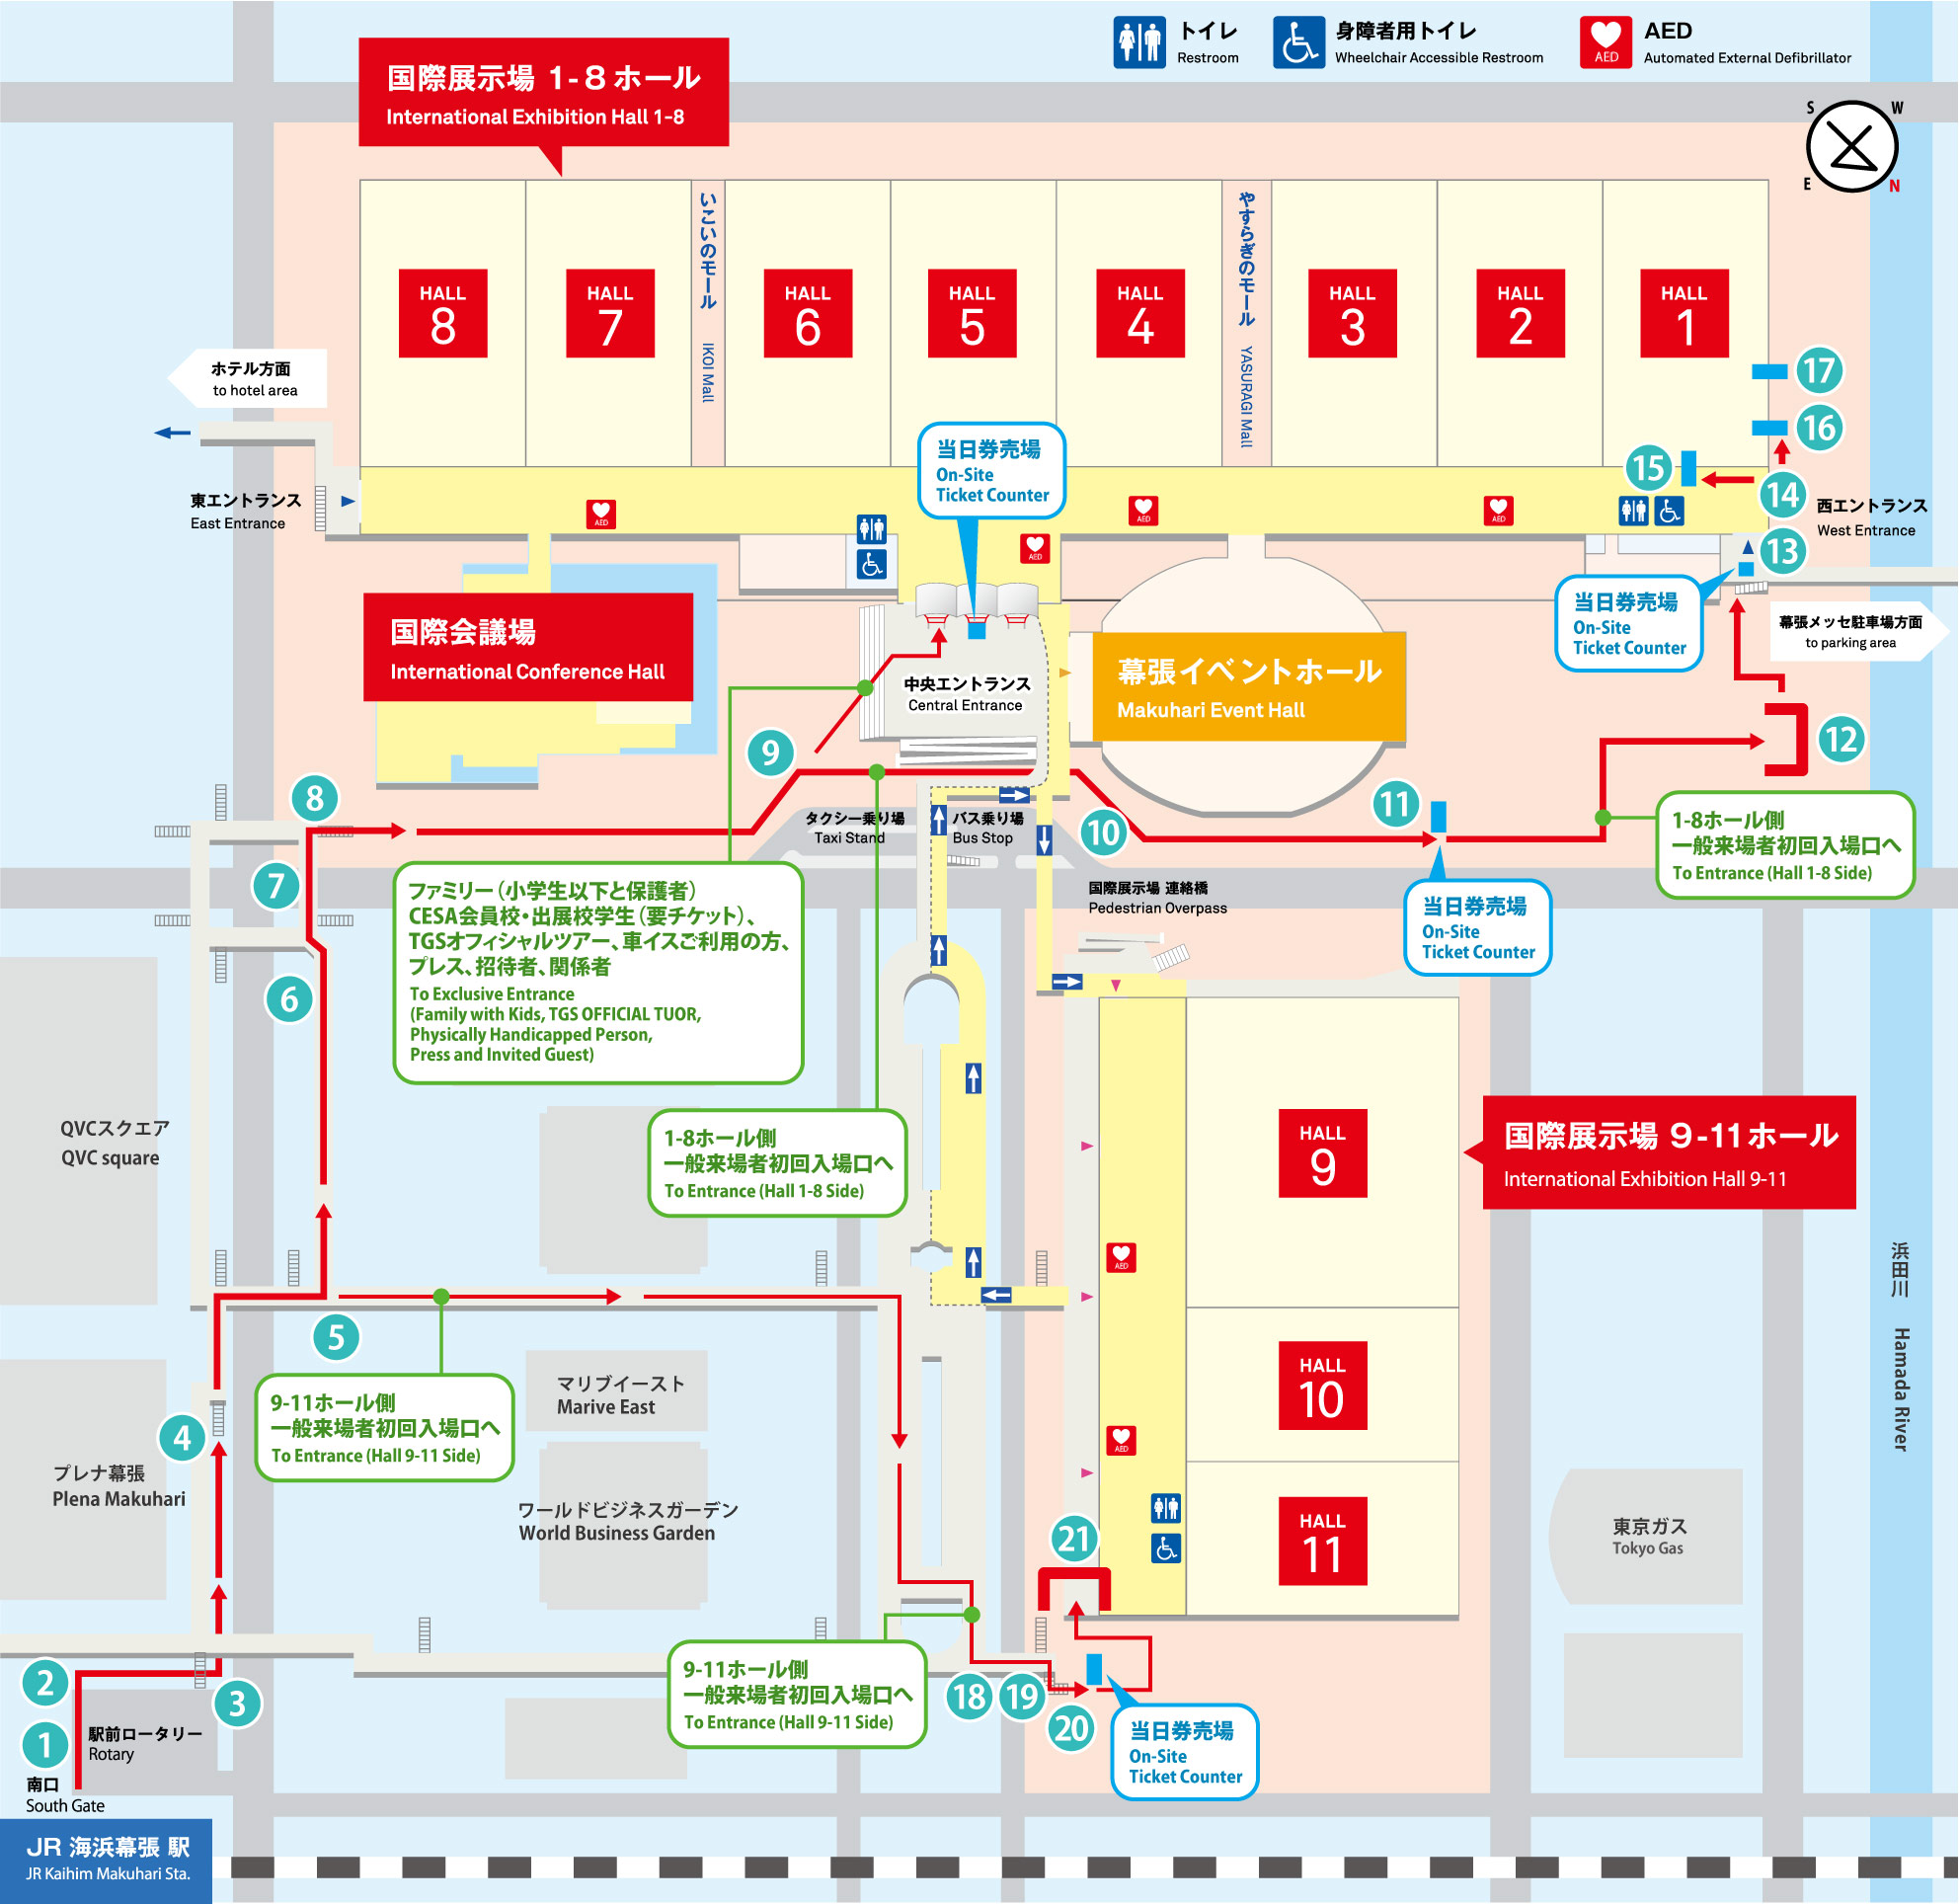 トイレ
Restroom
身障者用トイレ
Wheelchair Accessible Restroom
AED
AED
Automated External Defibrillator
国際展示場 1-8 ホール
International Exhibition Hall 1-8
S
W
E
N
HALL
8
HALL
7
いこいのモール
IKOI Mall
HALL
6
HALL
5
HALL
4
やすらぎのモール
YASURAGI Mall
HALL
3
HALL
2
HALL
1
ホテル方面
to hotel area
17
16
15
14
13
当日券売場
On-Site
Ticket Counter
東エントランス
East Entrance
AED
AED
AED
AED
西エントランス
West Entrance
当日券売場
On-Site
Ticket Counter
幕張メッセ駐車場方面
to parking area
国際会議場
International Conference Hall
中央エントランス
Central Entrance
幕張イベントホール
Makuhari Event Hall
9
12
8
11
10
タクシー乗り場
Taxi Stand
バス乗り場
Bus Stop
1-8ホール側
一般来場者初回入場口へ
To Entrance (Hall 1-8 Side)
7
6
ファミリー（小学生以下と保護者）
CESA会員校・出展校学生（要チケット）、
TGSオフィシャルツアー、車イスご利用の方、
プレス、招待者、関係者
To Exclusive Entrance
(Family with Kids, TGS OFFICIAL TUOR,
Physically Handicapped Person,
Press and Invited Guest)
国際展示場 連絡橋
Pedestrian Overpass
当日券売場
On-Site
Ticket Counter
QVCスクエア
QVC square
1-8ホール側
一般来場者初回入場口へ
To Entrance (Hall 1-8 Side)
HALL
9
国際展示場 9-11ホール
International Exhibition Hall 9-11
AED
浜田川
Hamada River
5
9-11ホール側
一般来場者初回入場口へ
To Entrance (Hall 9-11 Side)
マリブイースト
Marive East
HALL
10
AED
4
プレナ幕張
Plena Makuhari
ワールドビジネスガーデン
World Business Garden
HALL
11
東京ガス
Tokyo Gas
21
2
3
1
駅前ロータリー
Rotary
南口
South Gate
9-11ホール側
一般来場者初回入場口へ
To Entrance (Hall 9-11 Side)
18
19
20
当日券売場
On-Site
Ticket Counter
JR 海浜幕張 駅
JR Kaihim Makuhari Sta.